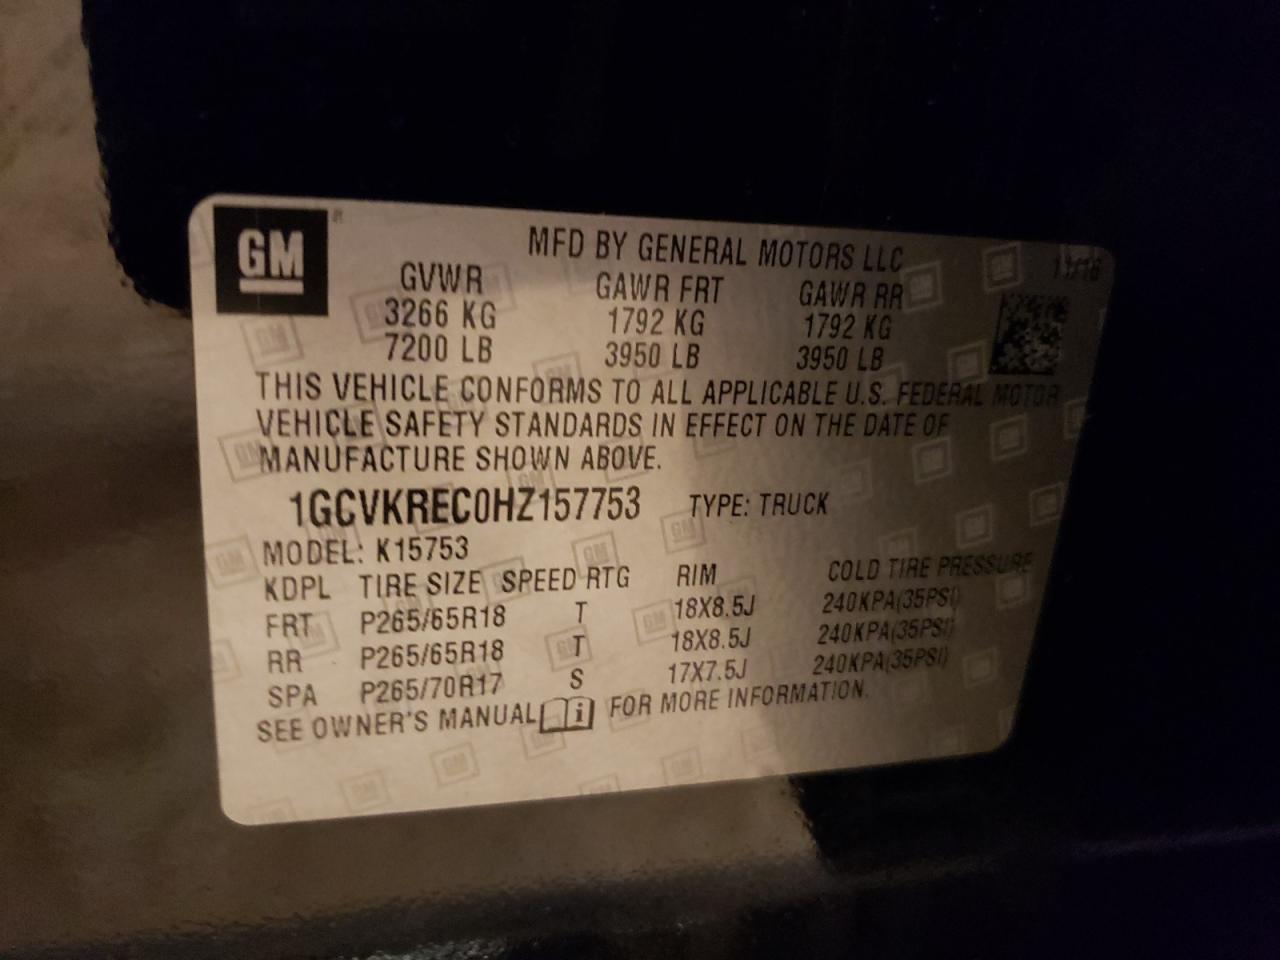 GM
MFD BY GENERAL MOTORS LLC 11/16
GVWR GAWR FRT GAWR RR
3266 KG 1792 KG 1792 KG
7200 LB 3950 LB 3950 LB
THIS VEHICLE CONFORMS TO ALL APPLICABLE U.S. FEDERAL MOTOR
VEHICLE SAFETY STANDARDS IN EFFECT ON THE DATE OF
MANUFACTURE SHOWN ABOVE.
1GCVKREC0HZ157753 TYPE: TRUCK
MODEL: K15753
KDPL TIRE SIZE SPEED RTG RIM COLD TIRE PRESSURE
FRT P265/65R18 T 18X8.5J 240KPA(35PSI)
RR P265/65R18 T 18X8.5J 240KPA(35PSI)
SPA P265/70R17 S 17X7.5J 240KPA(35PSI)
SEE OWNER'S MANUAL i FOR MORE INFORMATION.